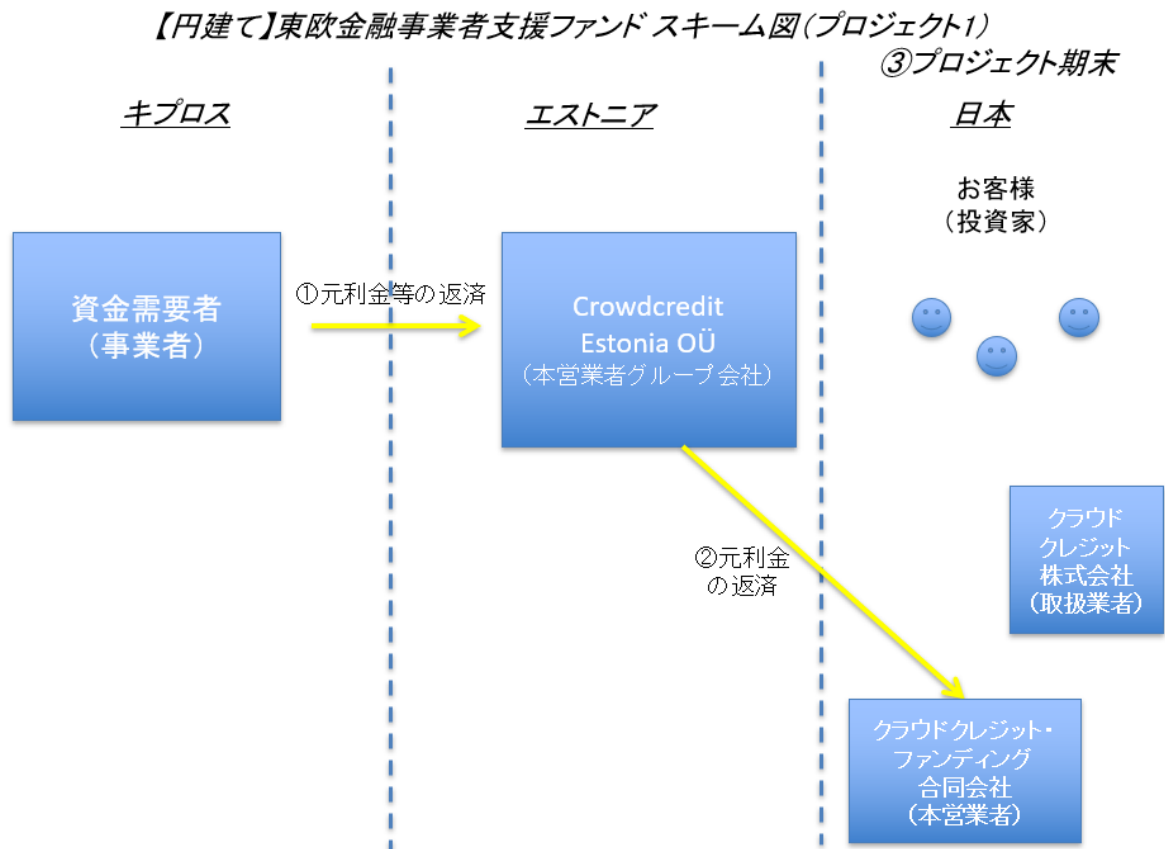 【円建て】東欧金融事業者支援ファンド スキーム図（プロジェクト1）
③プロジェクト期末
キプロス
エストニア
日本
お客様
（投資家）
資金需要者
（事業者）
①元利金等の返済
Crowdcredit
Estonia OÜ
（本営業者グループ会社）
②元利金
の返済
クラウド
クレジット
株式会社
（取扱業者）
クラウドクレジット・
ファンディング
合同会社
（本営業者）